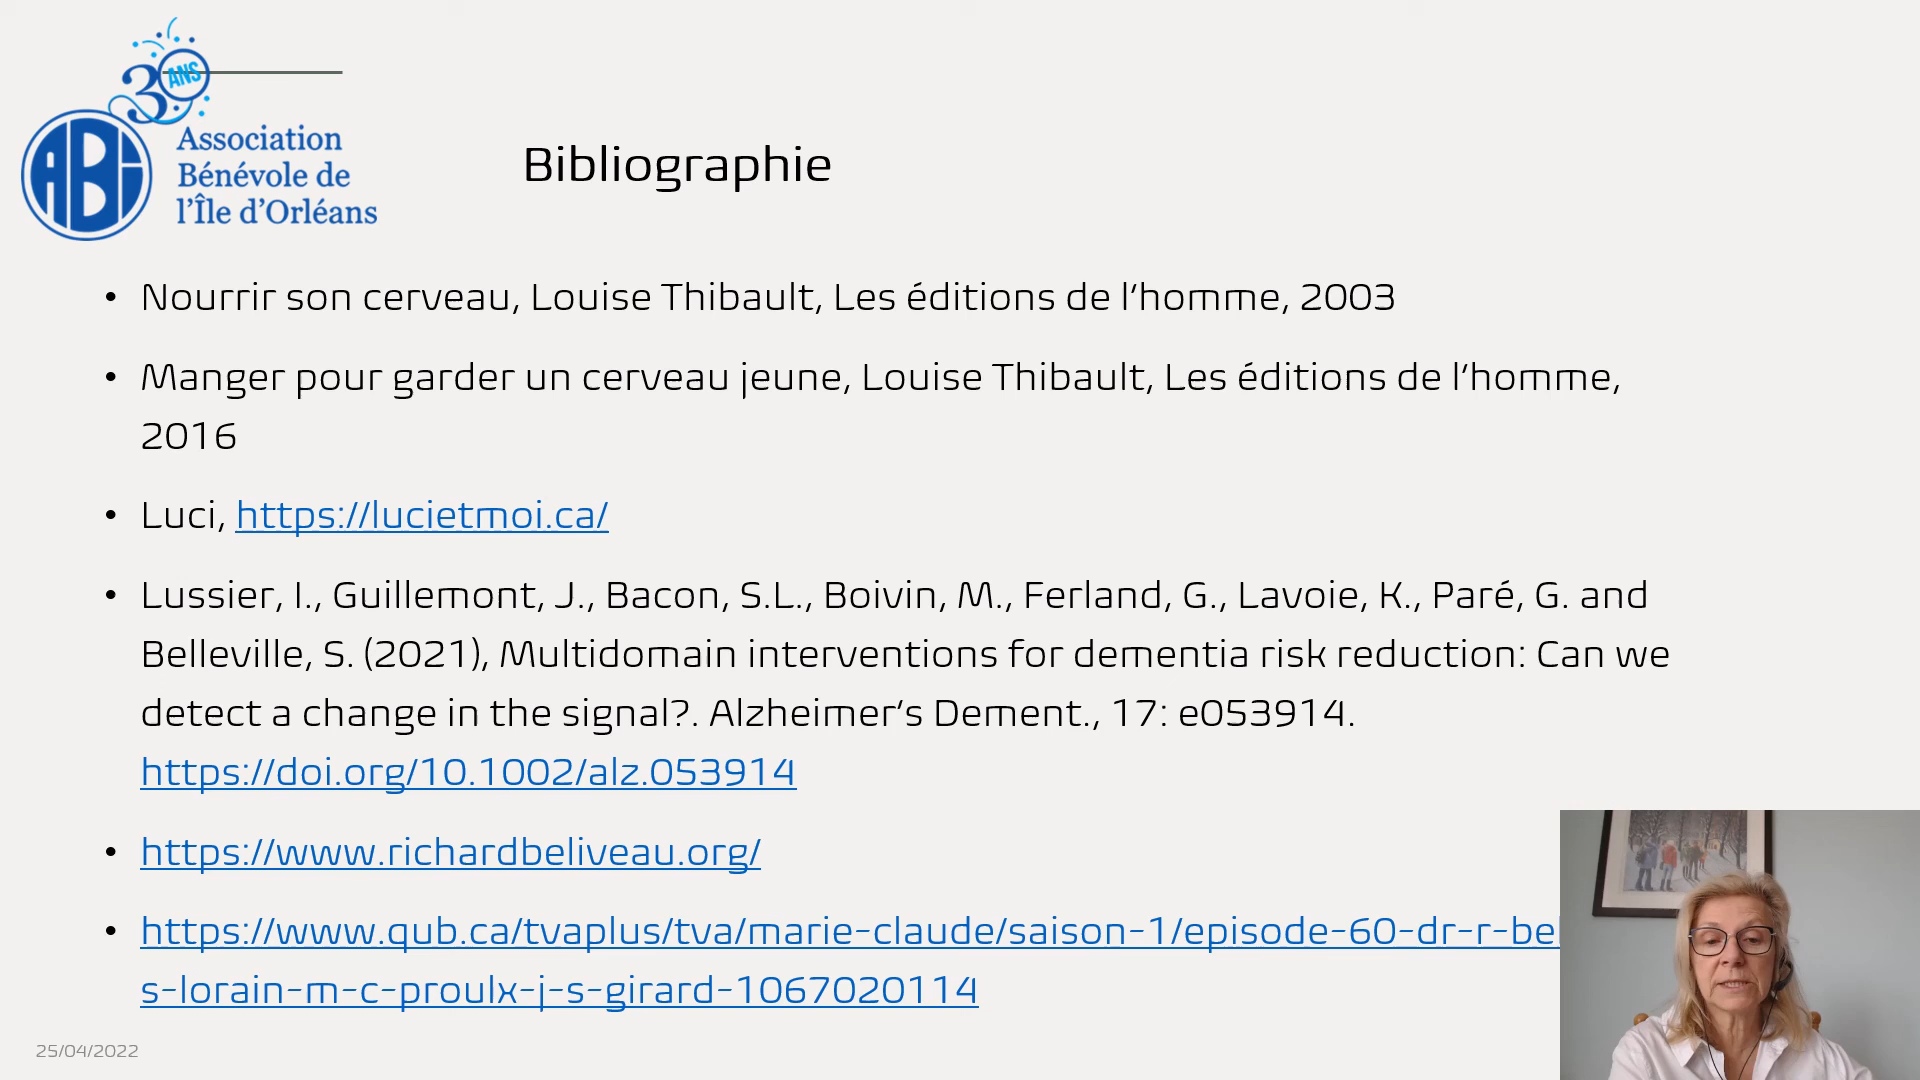 30 ANS
ABi
Association
Bénévole de
l'Île d'Orléans
Bibliographie
• Nourrir son cerveau, Louise Thibault, Les éditions de l'homme, 2003
• Manger pour garder un cerveau jeune, Louise Thibault, Les éditions de l'homme,
2016
• Luci, https://lucietmoi.ca/
• Lussier, I., Guillemont, J., Bacon, S.L., Boivin, M., Ferland, G., Lavoie, K., Paré, G. and
Belleville, S. (2021), Multidomain interventions for dementia risk reduction: Can we
detect a change in the signal?. Alzheimer's Dement., 17: e053914.
https://doi.org/10.1002/alz.053914
• https://www.richardbeliveau.org/
• https://www.qub.ca/tvaplus/tva/marie-claude/saison-1/episode-60-dr-r-bel
s-lorain-m-c-proulx-j-s-girard-1067020114
25/04/2022